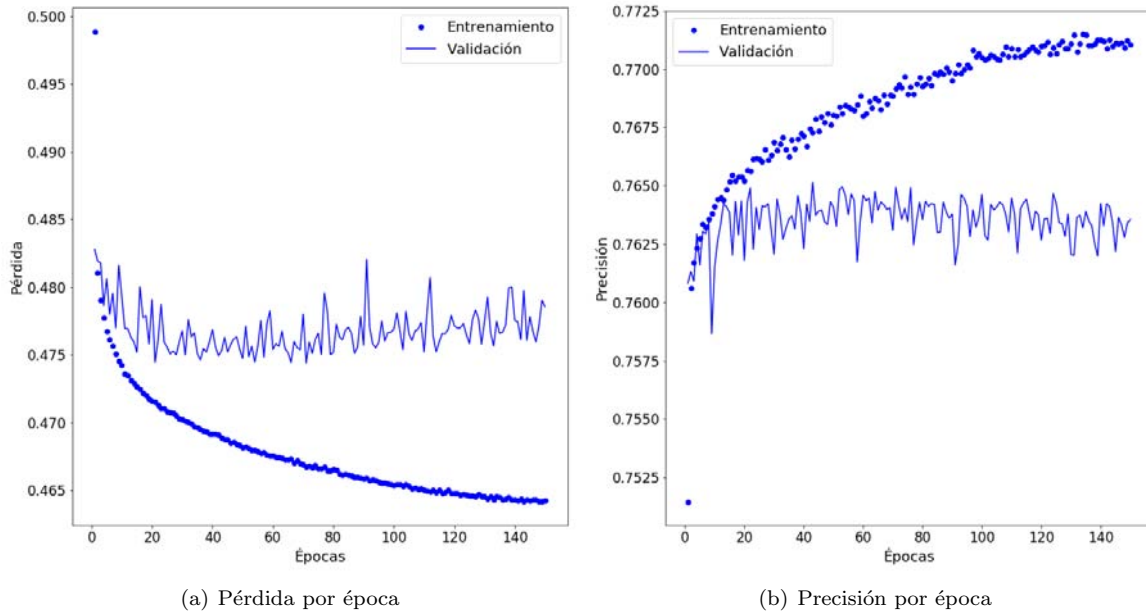 0.500
0.495
0.490
0.485
0.480
0.475
0.470
0.465
Pérdida
0 20 40 60 80 100 120 140
Épocas
Entrenamiento
Validación
(a) Pérdida por época
0.7725
0.7700
0.7675
0.7650
0.7625
0.7600
0.7575
0.7550
0.7525
Precisión
0 20 40 60 80 100 120 140
Épocas
Entrenamiento
Validación
(b) Precisión por época